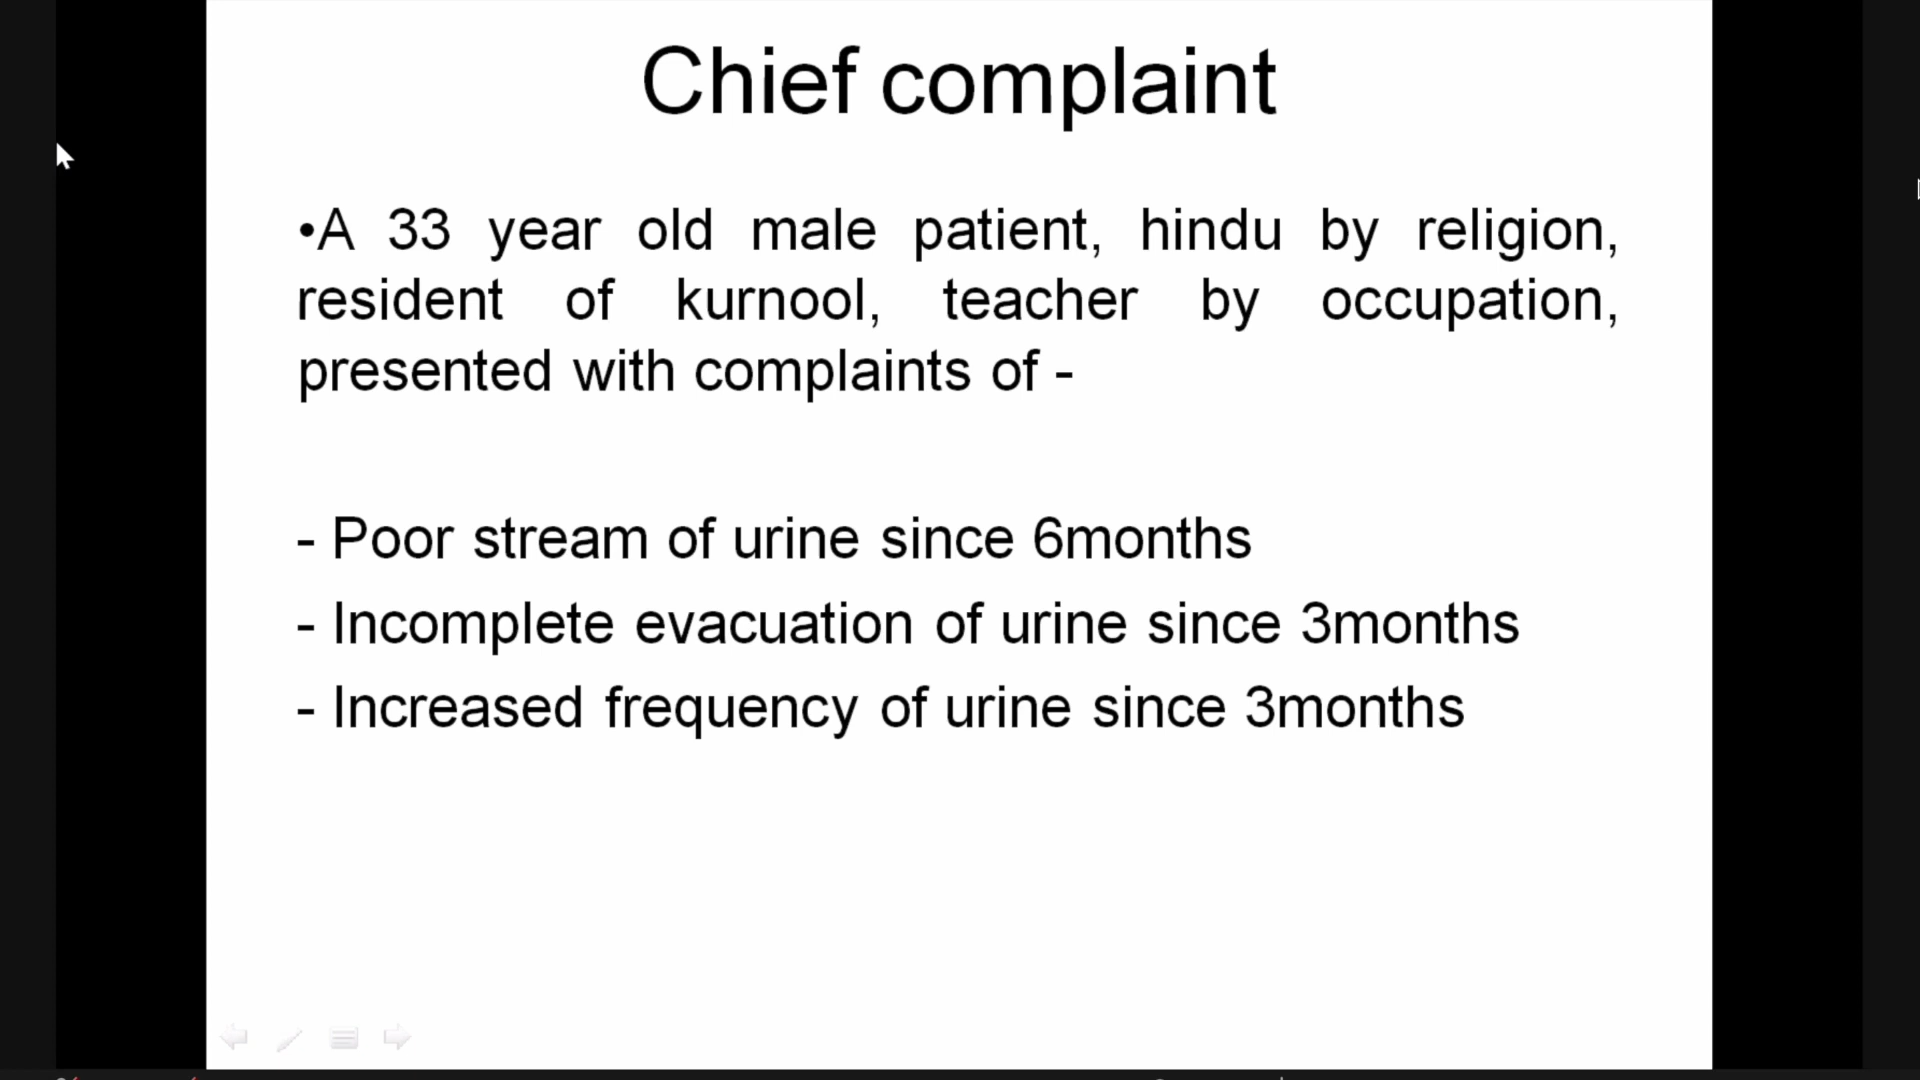 Chief complaint
•A 33 year old male patient, hindu by religion,
resident of kurnool, teacher by occupation,
presented with complaints of -
- Poor stream of urine since 6months
- Incomplete evacuation of urine since 3months
- Increased frequency of urine since 3months